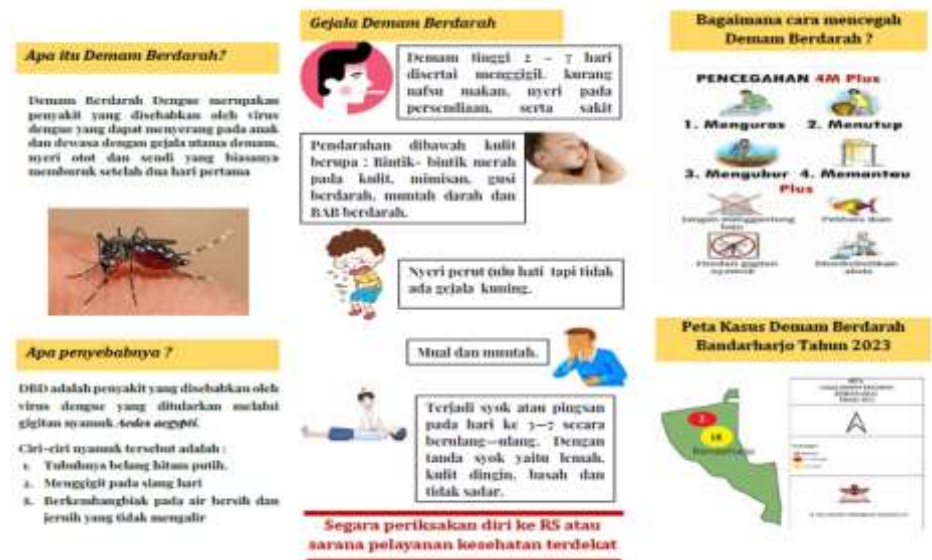 Apa itu Demam Berdarah?
Demam Berdarah Dengue merupakan
penyakit yang disebabkan oleh virus
dengue yang dapat menyerang pada anak
dan dewasa dengan gejala utama demam,
nyeri otot dan sendi yang biasanya
memburuk setelah dua hari pertama
Apa penyebabnya ?
DBD adalah penyakit yang disebabkan oleh
virus dengue yang ditularkan melalui
gigitan nyamuk Aedes aegypti.
Ciri-ciri nyamuk tersebut adalah :
1. Tubuhnya belang hitam putih.
2. Menggigit pada siang hari
3. Berkembangbiak pada air bersih dan
jernih yang tidak mengalir
Gejala Demam Berdarah
Demam tinggi 2 – 7 hari
disertai menggigil, kurang
nafsu makan, nyeri pada
persendiaan, serta sakit
Pendarahan dibawah kulit
berupa : Bintik- bintik merah
pada kulit, mimisan, gusi
berdarah, muntah darah dan
BAB berdarah.
Nyeri perut (ulu hati tapi tidak
ada gejala kuning.
Mual dan muntah.
Terjadi syok atau pingsan
pada hari ke 3–7 secara
berulang—ulang. Dengan
tanda syok yaitu lemah,
kulit dingin, basah dan
tidak sadar.
Segera periksakan diri ke RS atau
sarana pelayanan kesehatan terdekat
Bagaimana cara mencegah
Demam Berdarah ?
PENCEGAHAN 4M Plus
1. Menguras 2. Menutup
3. Mengubur 4. Memantau
Plus
Jangan menggantung
baju
Pelihara ikan
Hindari gigitan
nyamuk
Peta Kasus Demam Berdarah
Bandarharjo Tahun 2023
Bandarharjo